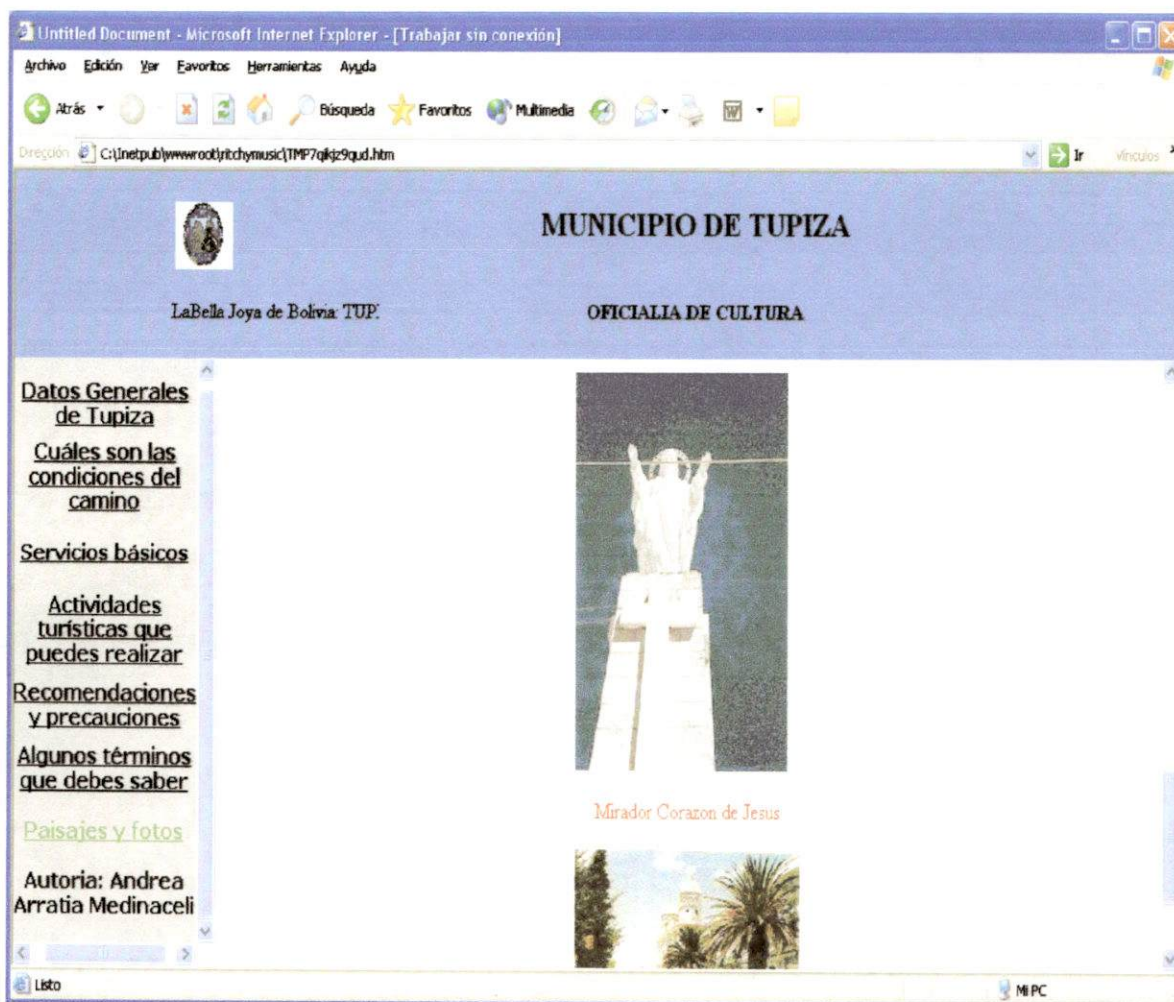 Untitled Document - Microsoft Internet Explorer - [Trabajar sin conexión]
Archivo Edición Ver Favoritos Herramientas Ayuda
Atrás Búsqueda Favoritos Multimedia
Dirección C:\Inetpub\wwwroot\ritchymusic\TMP7qikjz9qud.htm Ir Vínculos
MUNICIPIO DE TUPIZA
LaBella Joya de Bolivia: TUP
OFICIALIA DE CULTURA
Datos Generales
de Tupiza
Cuáles son las
condiciones del
camino
Servicios básicos
Actividades
turísticas que
puedes realizar
Recomendaciones
y precauciones
Algunos términos
que debes saber
Paisajes y fotos
Autoria: Andrea
Arratia Medinaceli
Mirador Corazon de Jesus
Listo
Mi PC